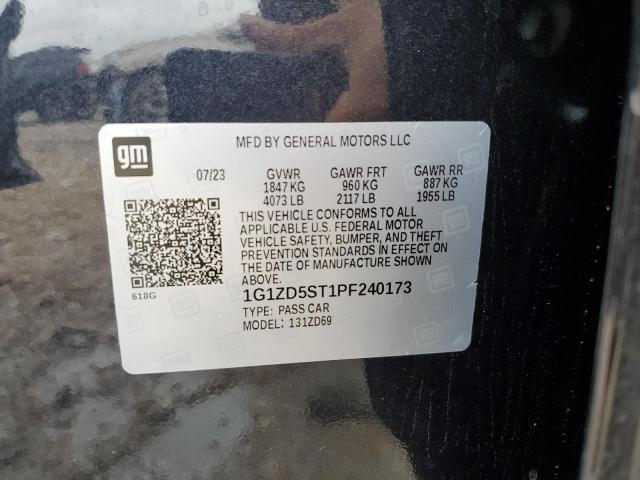 MFD BY GENERAL MOTORS LLC
gm
07/23 GVWR GAWR FRT GAWR RR
1847 KG 960 KG 887 KG
4073 LB 2117 LB 1955 LB
THIS VEHICLE CONFORMS TO ALL
APPLICABLE U.S. FEDERAL MOTOR
VEHICLE SAFETY, BUMPER, AND THEFT
PREVENTION STANDARDS IN EFFECT ON
THE DATE OF MANUFACTURE SHOWN
ABOVE.
618G
1G1ZD5ST1PF240173
TYPE: PASS CAR
MODEL: 131ZD69